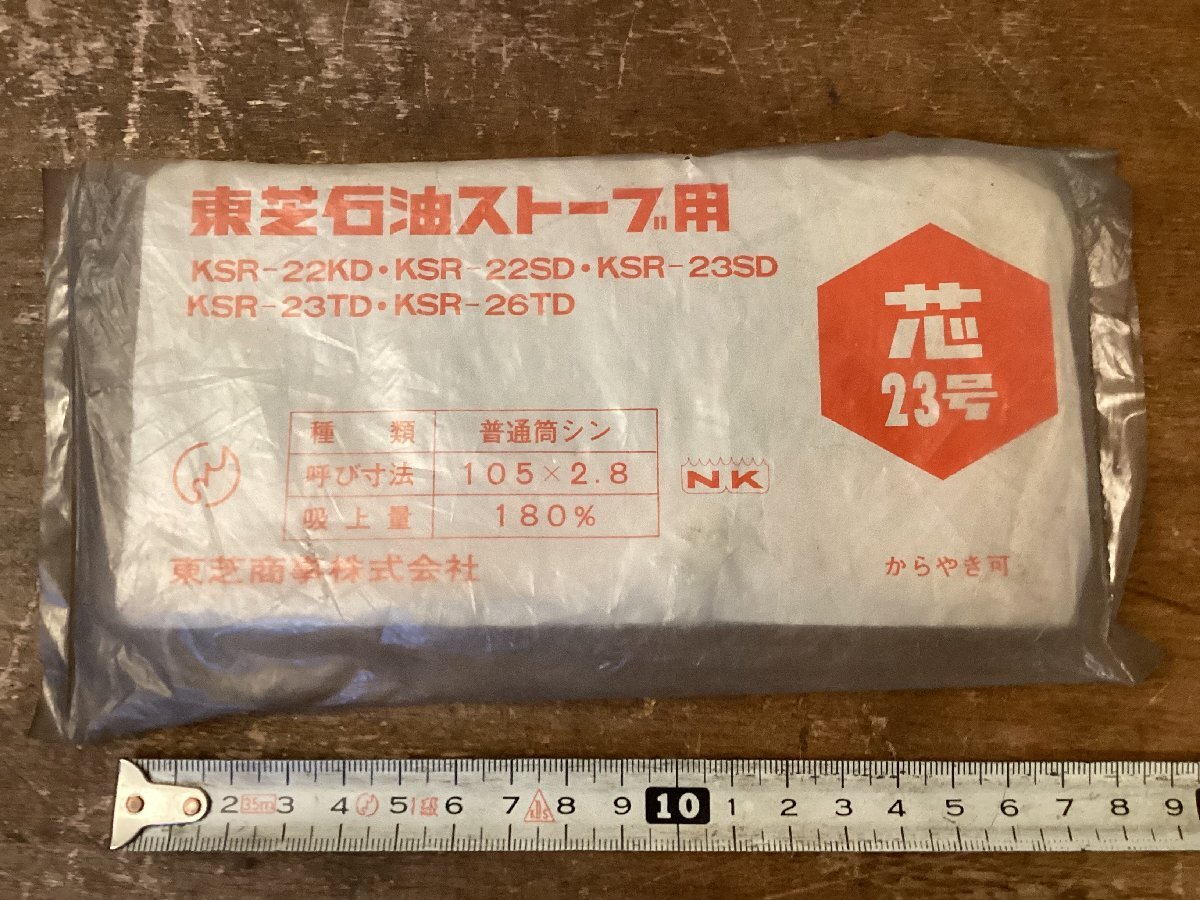 東芝石油ストーブ用
KSR-22KD・KSR-22SD・KSR-23SD
KSR-23TD・KSR-26TD
芯
23号
種類 普通筒シン
呼び寸法 105×2.8
吸上量 180%
NK
東芝商事株式会社
からやき可
2 35m 3 4 5 1級 6 7 8 9 10 1 2 3 4 5 6 7 8 9